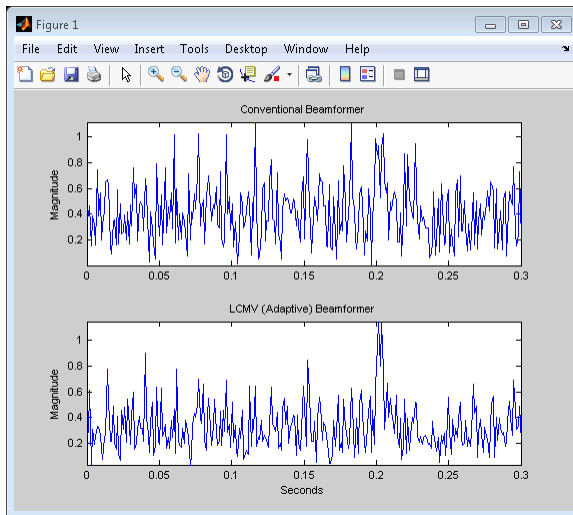 Figure 1
File Edit View Insert Tools Desktop Window Help
Conventional Beamformer
Magnitude
1
0.8
0.6
0.4
0.2
0 0.05 0.1 0.15 0.2 0.25 0.3
LCMV (Adaptive) Beamformer
Magnitude
1
0.8
0.6
0.4
0.2
0 0.05 0.1 0.15 0.2 0.25 0.3
Seconds